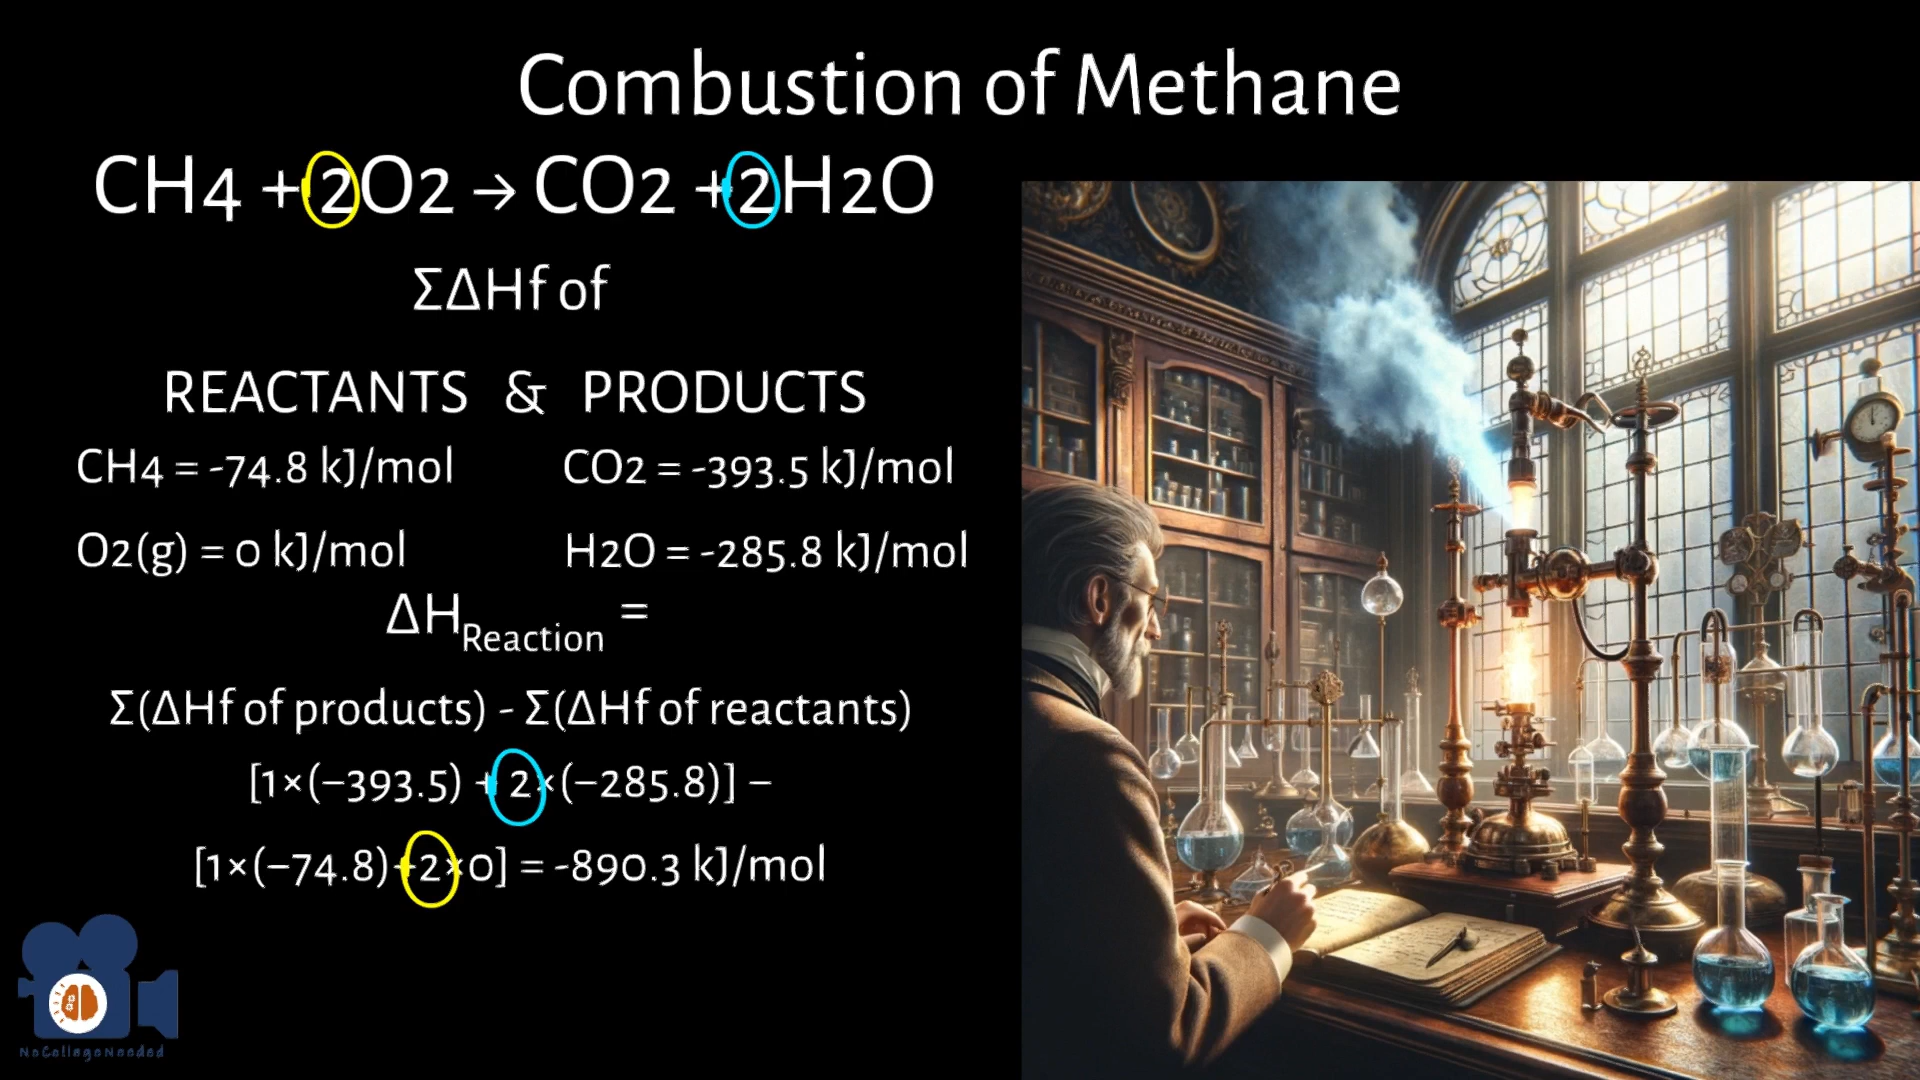 Combustion of Methane
CH4 + 2O2 → CO2 + 2H2O
ΣΔHf of
REACTANTS & PRODUCTS
CH4 = -74.8 kJ/mol CO2 = -393.5 kJ/mol
O2(g) = 0 kJ/mol H2O = -285.8 kJ/mol
ΔHReaction =
Σ(ΔHf of products) - Σ(ΔHf of reactants)
[1×(−393.5) + 2×(−285.8)] −
[1×(−74.8)+2×0] = -890.3 kJ/mol
NoCollegeNeeded